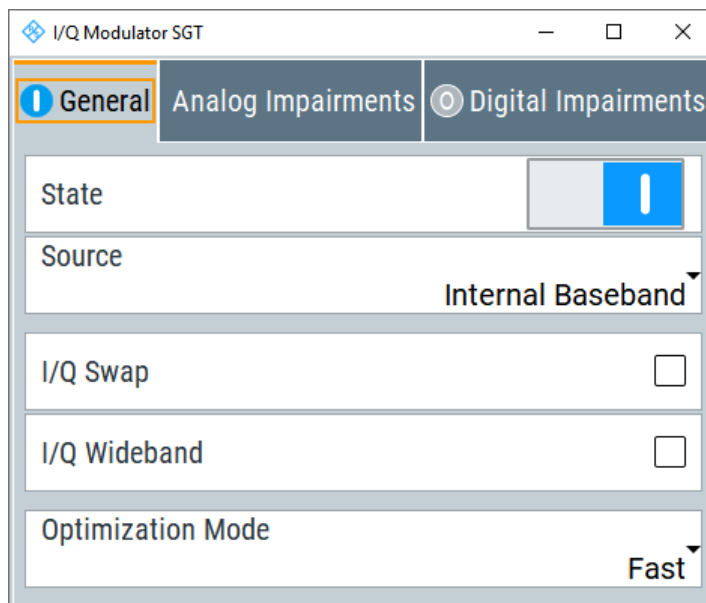 I/Q Modulator SGT
General Analog Impairments Digital Impairments
State
Source
Internal Baseband
I/Q Swap
I/Q Wideband
Optimization Mode
Fast